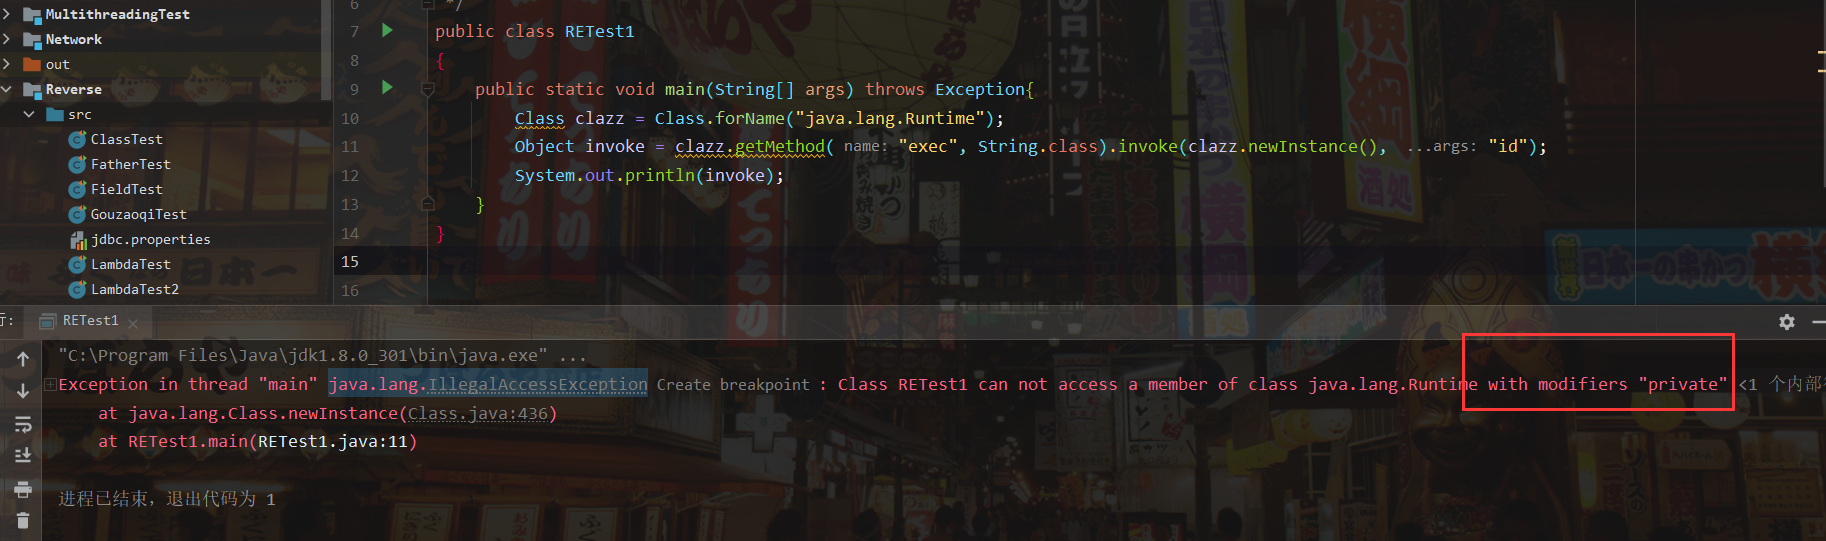 MultithreadingTest
Network
out
Reverse
src
ClassTest
FatherTest
FieldTest
GouzaoqiTest
jdbc.properties
LambdaTest
LambdaTest2
6 */
7 public class RETest1
8 {
9 public static void main(String[] args) throws Exception{
10 Class clazz = Class.forName("java.lang.Runtime");
11 Object invoke = clazz.getMethod( name: "exec", String.class).invoke(clazz.newInstance(), ...args: "id");
12 System.out.println(invoke);
13 }
14 }
15
16
行: RETest1
"C:\Program Files\Java\jdk1.8.0_301\bin\java.exe" ...
Exception in thread "main" java.lang.IllegalAccessException Create breakpoint : Class RETest1 can not access a member of class java.lang.Runtime with modifiers "private" <1 个内部
at java.lang.Class.newInstance(Class.java:436)
at RETest1.main(RETest1.java:11)
进程已结束，退出代码为 1